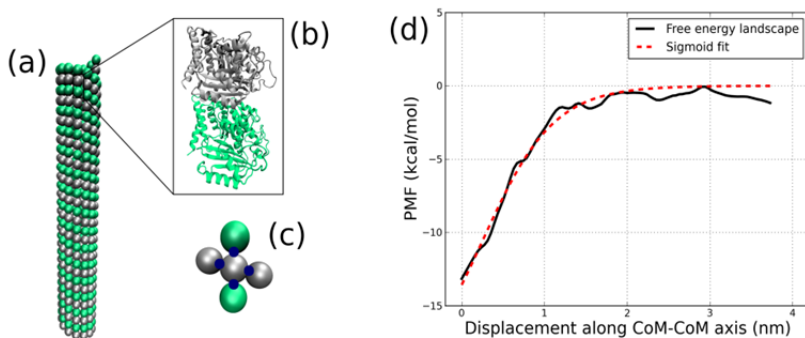 (a)
(b)
(c)
(d)
Free energy landscape
Sigmoid fit
PMF (kcal/mol)
0
−5
−10
−15
0
1
2
3
4
Displacement along CoM-CoM axis (nm)